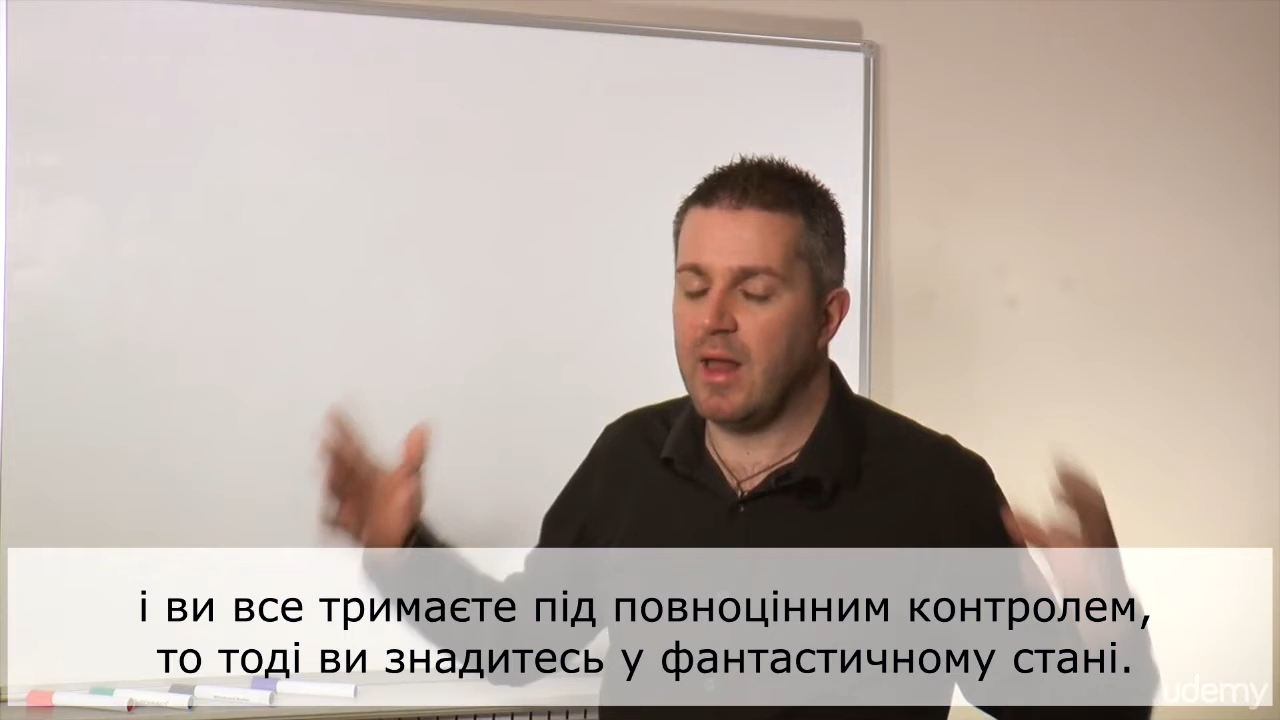 і ви все тримаєте під повноцінним контролем,
то тоді ви знадитесь у фантастичному стані.
udemy